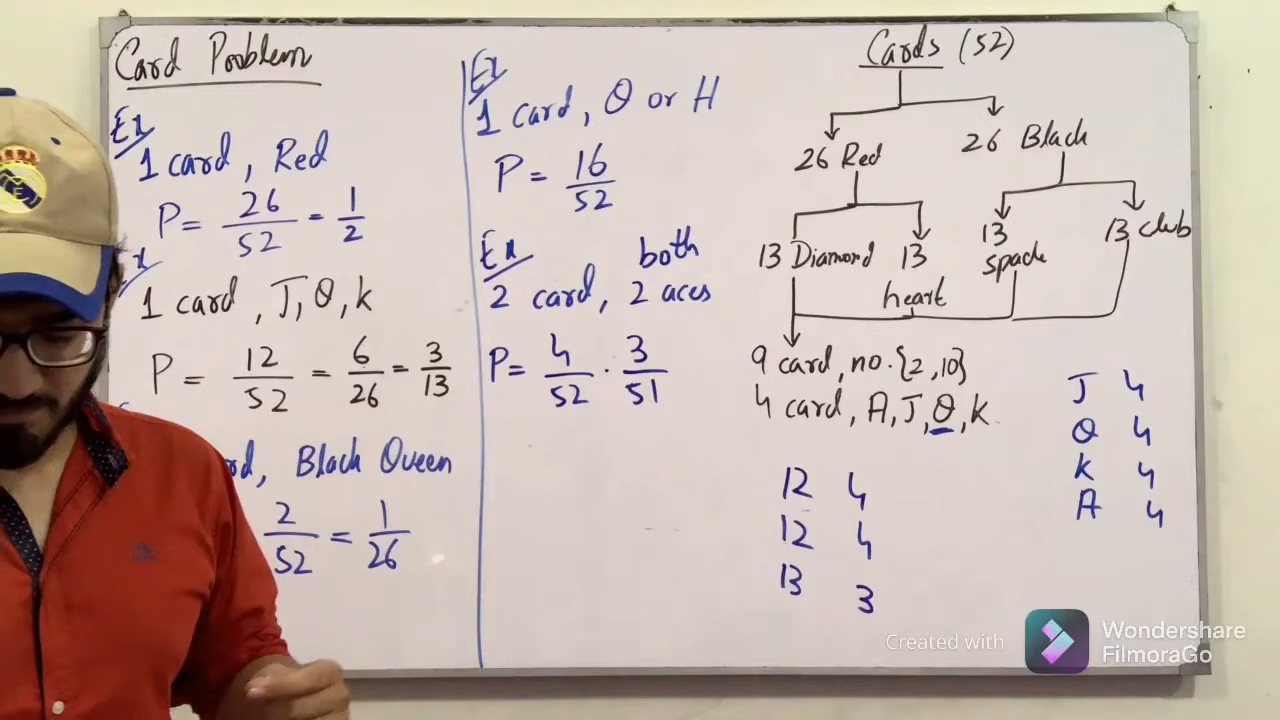 Card Problem
Ex
1 card, Red
P = 26/52 = 1/2
x
1 card, J, Q, k
P = 12/52 = 6/26 = 3/13
rd, Black Queen
2/52 = 1/26
Ex
1 card, Q or H
P = 16/52
Ex
both
2 card, 2 aces
P = 4/52 . 3/51
Cards (52)
26 Red
26 Black
13 Diamond
13 heart
13 spade
13 club
9 card, no. {2, 10}
4 card, A, J, Q, k
12 4
12 4
13 3
J 4
Q 4
k 4
A 4
Created with
Wondershare
FilmoraGo